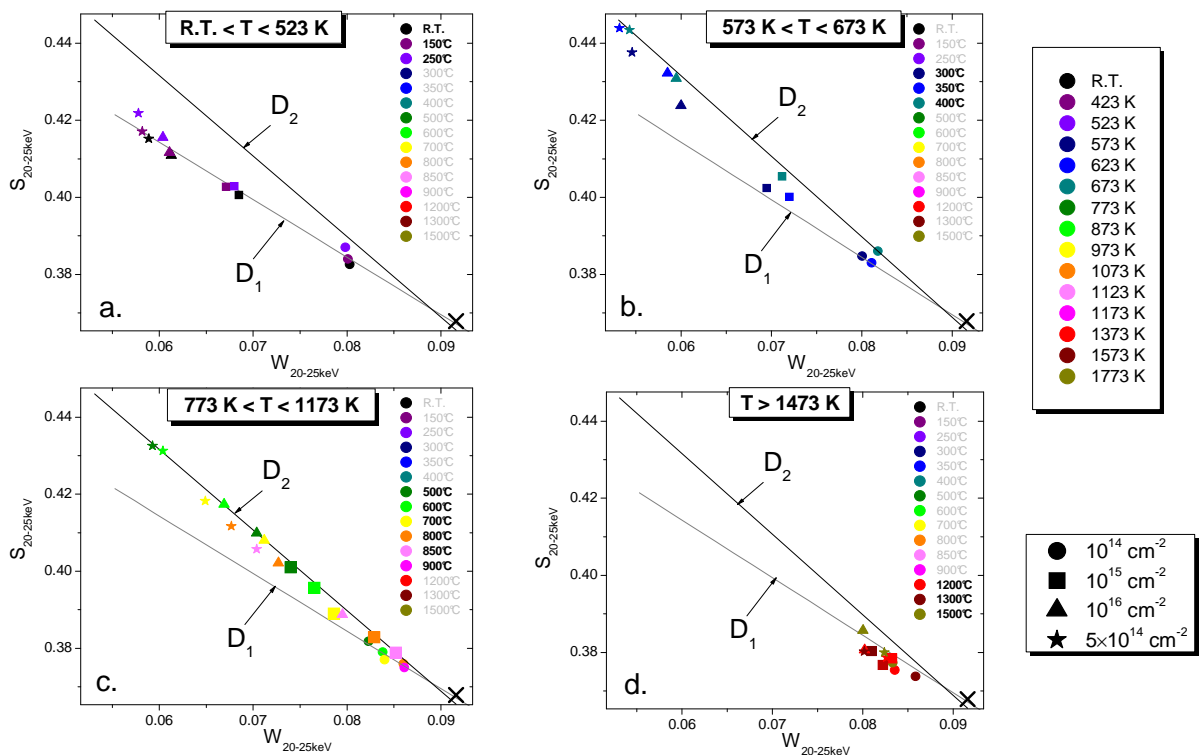 R.T. < T < 523 K
R.T.
150°C
250°C
300°C
350°C
400°C
500°C
600°C
700°C
800°C
850°C
900°C
1200°C
1300°C
1500°C
0.44
0.42
0.40
0.38
S20-25keV
D2
D1
a.
0.06 0.07 0.08 0.09
W20-25keV
573 K < T < 673 K
R.T.
150°C
250°C
300°C
350°C
400°C
500°C
600°C
700°C
800°C
850°C
900°C
1200°C
1300°C
1500°C
0.44
0.42
0.40
0.38
S20-25keV
D2
D1
b.
0.06 0.07 0.08 0.09
W20-25keV
R.T.
423 K
523 K
573 K
623 K
673 K
773 K
873 K
973 K
1073 K
1123 K
1173 K
1373 K
1573 K
1773 K
773 K < T < 1173 K
R.T.
150°C
250°C
300°C
350°C
400°C
500°C
600°C
700°C
800°C
850°C
900°C
1200°C
1300°C
1500°C
0.44
0.42
0.40
0.38
S20-25keV
D2
D1
c.
0.06 0.07 0.08 0.09
W20-25keV
T > 1473 K
R.T.
150°C
250°C
300°C
350°C
400°C
500°C
600°C
700°C
800°C
850°C
900°C
1200°C
1300°C
1500°C
0.44
0.42
0.40
0.38
S20-25keV
D2
D1
d.
0.06 0.07 0.08 0.09
W20-25keV
10^14 cm^-2
10^15 cm^-2
10^16 cm^-2
5×10^14 cm^-2